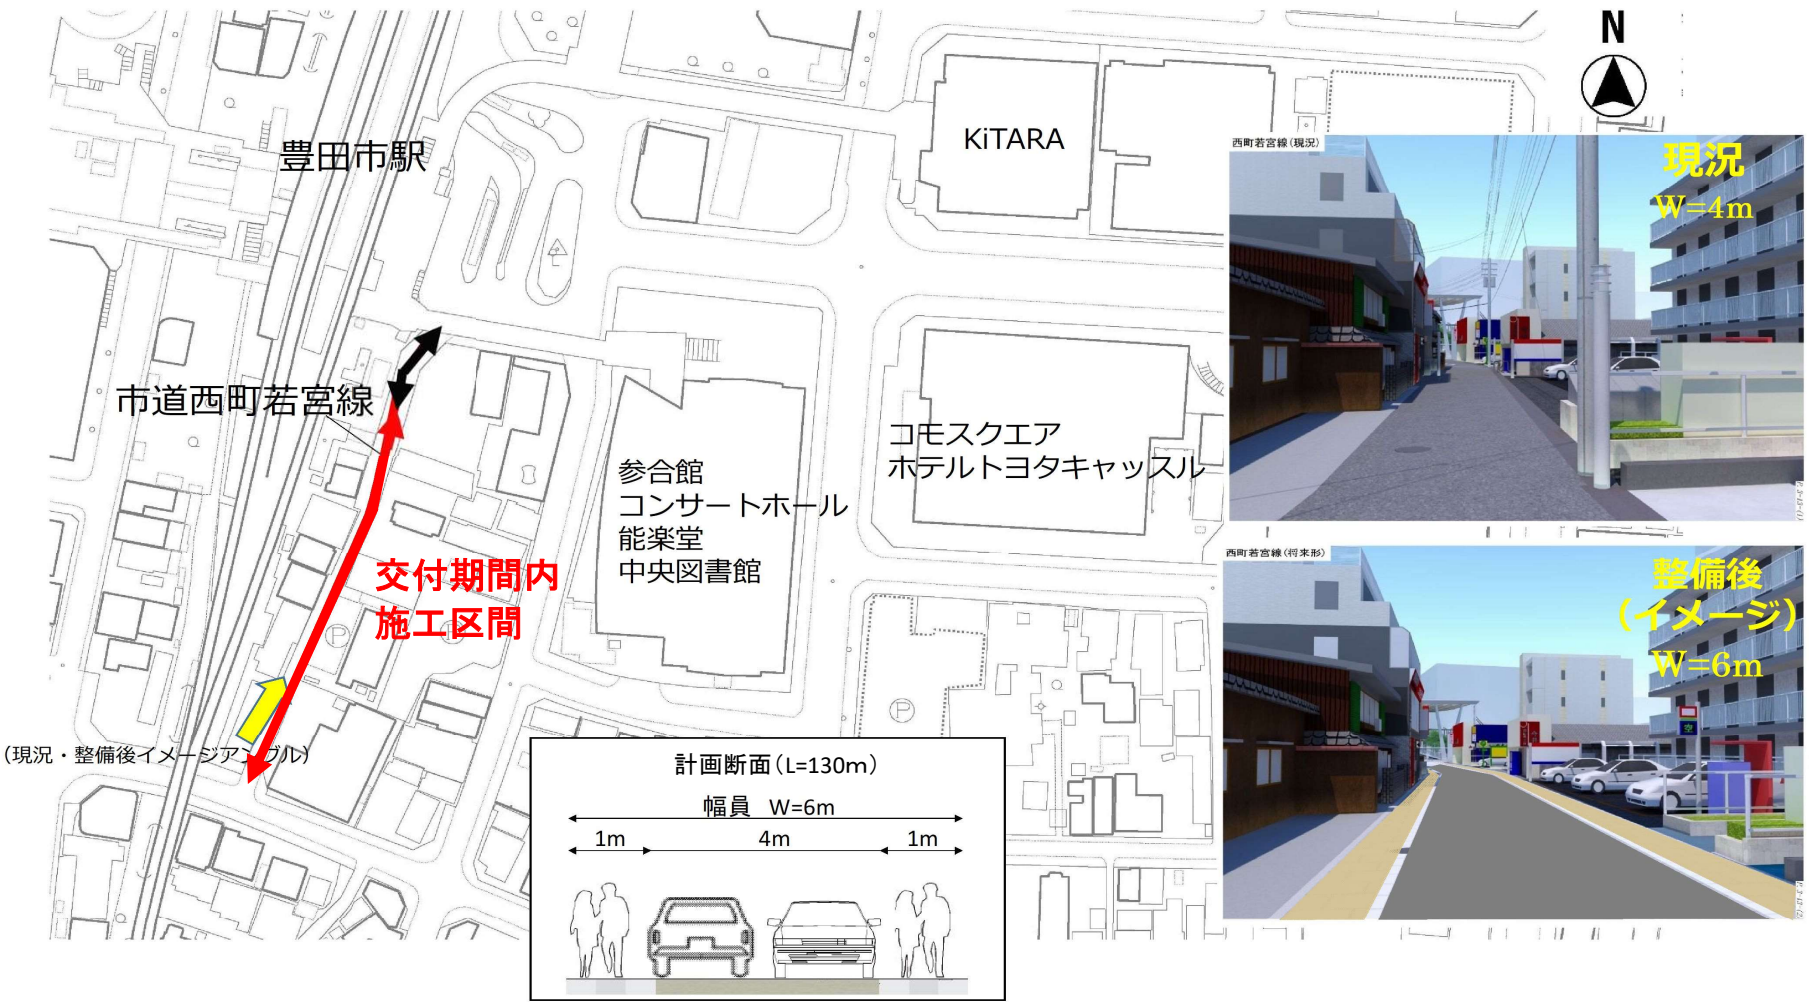 N
豊田市駅
KiTARA
西町若宮線(現況)
現況
W=4m
市道西町若宮線
コモスクエア
ホテルトヨタキャッスル
参合館
コンサートホール
能楽堂
中央図書館
交付期間内
施工区間
P
P
P
西町若宮線(将来形)
整備後
(イメージ)
W=6m
空
(現況・整備後イメージアングル)
計画断面(L=130m)
幅員 W=6m
1m 4m 1m